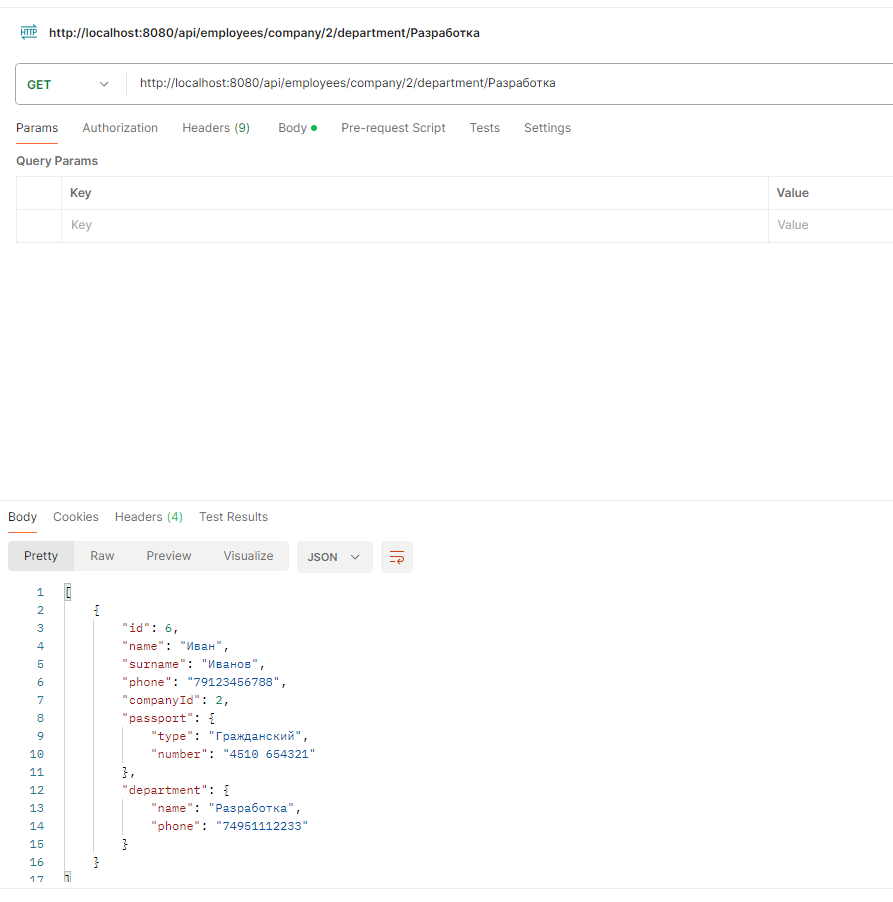 HTTP http://localhost:8080/api/employees/company/2/department/Разработка
GET http://localhost:8080/api/employees/company/2/department/Разработка
Params Authorization Headers (9) Body Pre-request Script Tests Settings
Query Params
Key Value
Key Value
Body Cookies Headers (4) Test Results
Pretty Raw Preview Visualize JSON
1 [
2 {
3 "id": 6,
4 "name": "Иван",
5 "surname": "Иванов",
6 "phone": "79123456788",
7 "companyId": 2,
8 "passport": {
9 "type": "Гражданский",
10 "number": "4510 654321"
11 },
12 "department": {
13 "name": "Разработка",
14 "phone": "74951112233"
15 }
16 }
17 ]